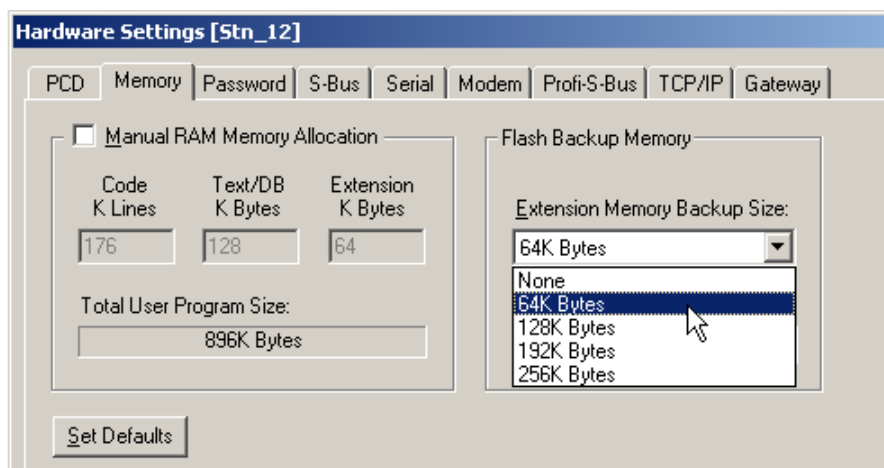 Hardware Settings [Stn_12]
PCD Memory Password S-Bus Serial Modem Profi-S-Bus TCP/IP Gateway
Manual RAM Memory Allocation
Code K Lines
Text/DB K Bytes
Extension K Bytes
176
128
64
Total User Program Size:
896K Bytes
Flash Backup Memory
Extension Memory Backup Size:
64K Bytes
None
64K Bytes
128K Bytes
192K Bytes
256K Bytes
Set Defaults